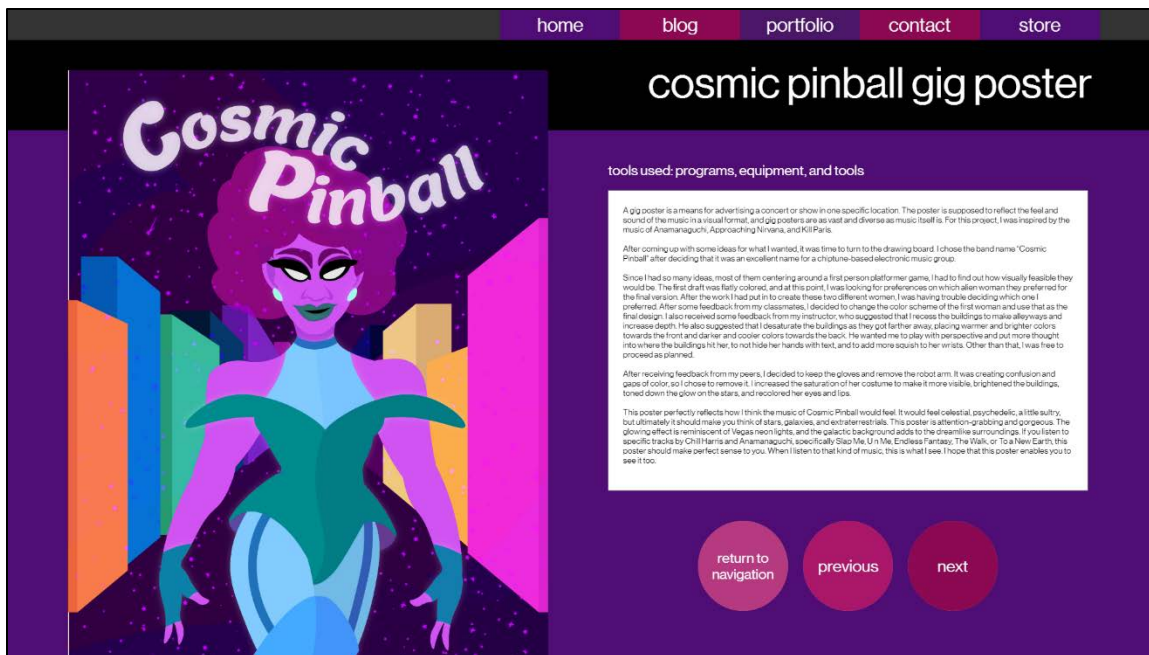 home
blog
portfolio
contact
store
cosmic pinball gig poster
Cosmic
Pinball
tools used: programs, equipment, and tools
A gig poster is a means for advertising a concert or show in one specific location. The poster is supposed to reflect the feel and
sound of the music in a visual format, and gig posters are as vast and diverse as music itself is. For this project, I was inspired by the
music of Anamanaguchi, Approaching Nirvana, and Kill Paris.
After coming up with some ideas for what I wanted, it was time to turn to the drawing board. I chose the band name "Cosmic
Pinball" after deciding that it was an excellent name for a chiptune-based electronic music group.
Since I had so many ideas, most of them centering around a first person platformer game, I had to find out how visually feasible they
would be. The first draft was flatly colored, and at this point, I was looking for preferences on which alien woman they preferred for
the final version. After the work I had put in to create these two different women, I was having trouble deciding which one I
preferred. After some feedback from my classmates, I decided to change the color scheme of the first woman and use that as the
final design. I also received some feedback from my instructor, who suggested that I recess the buildings to make alleyways and
increase depth. He also suggested that I desaturate the buildings as they got farther away, placing warmer and brighter colors
towards the front and darker and cooler colors towards the back. He wanted me to play with perspective and put more thought
into where the buildings hit her, to not hide her hands with text, and to add more squish to her wrists. Other than that, I was free to
proceed as planned.
After receiving feedback from my peers, I decided to keep the gloves and remove the robot arm. It was creating confusion and
gaps of color, so I chose to remove it. I increased the saturation of her costume to make it more visible, brightened the buildings,
toned down the glow on the stars, and recolored her eyes and lips.
This poster perfectly reflects how I think the music of Cosmic Pinball would feel. It would feel celestial, psychedelic, a little sultry,
but ultimately it should make you think of stars, galaxies, and extraterrestrials. This poster is attention-grabbing and gorgeous. The
glowing effect is reminiscent of Vegas neon lights, and the galactic background adds to the dreamlike surroundings. If you listen to
specific tracks by Chill Harris and Anamanaguchi, specifically Slap Me, U n Me, Endless Fantasy, The Walk, or To a New Earth, this
poster should make perfect sense to you. When I listen to that kind of music, this is what I see. I hope that this poster enables you to
see it too.
return to
navigation
previous
next